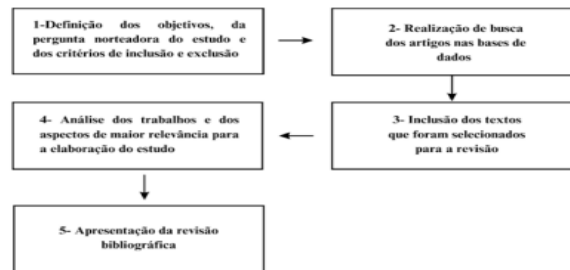 1-Definição dos objetivos, da
pergunta norteadora do estudo e
dos critérios de inclusão e exclusão
2- Realização de busca
dos artigos nas bases de
dados
3- Inclusão dos textos
que foram selecionados
para a revisão
4- Análise dos trabalhos e dos
aspectos de maior relevância para
a elaboração do estudo
5- Apresentação da revisão
bibliográfica